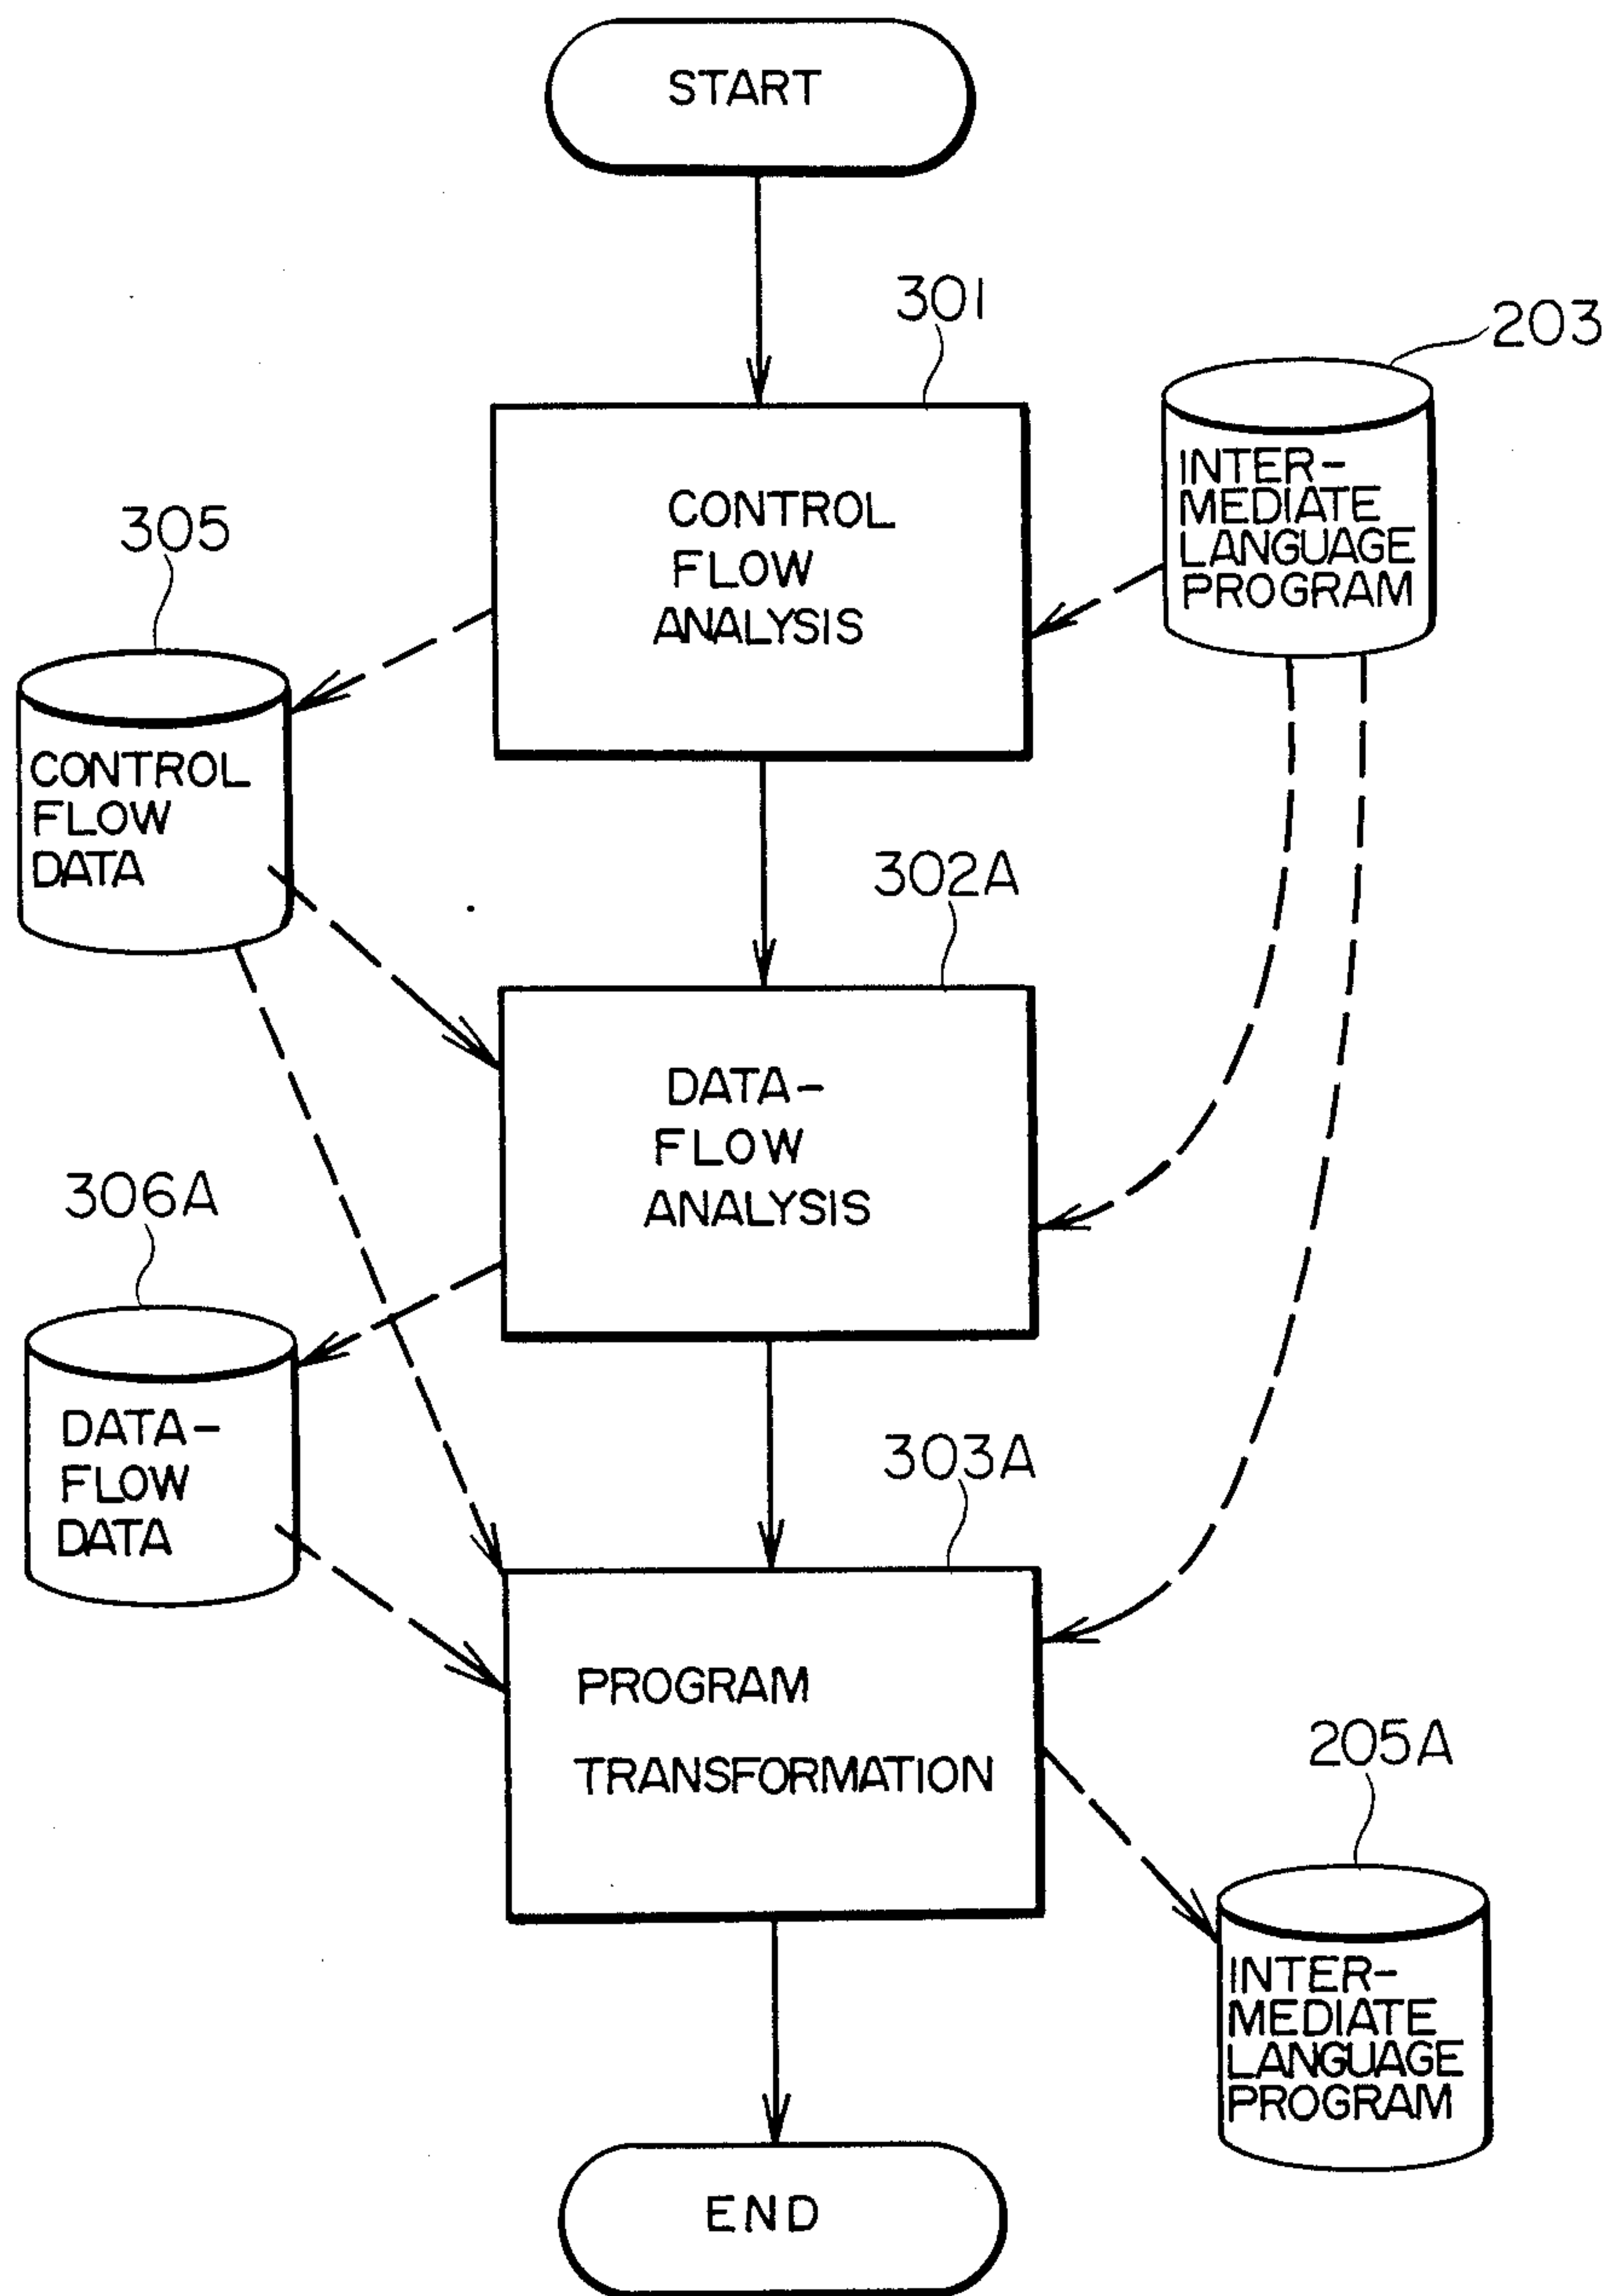 START
301
203
CONTROL
FLOW
ANALYSIS
INTER-
MEDIATE
LANGUAGE
PROGRAM
305
CONTROL
FLOW
DATA
302A
DATA-
FLOW
ANALYSIS
306A
DATA-
FLOW
DATA
303A
PROGRAM
TRANSFORMATION
205A
INTER-
MEDIATE
LANGUAGE
PROGRAM
END